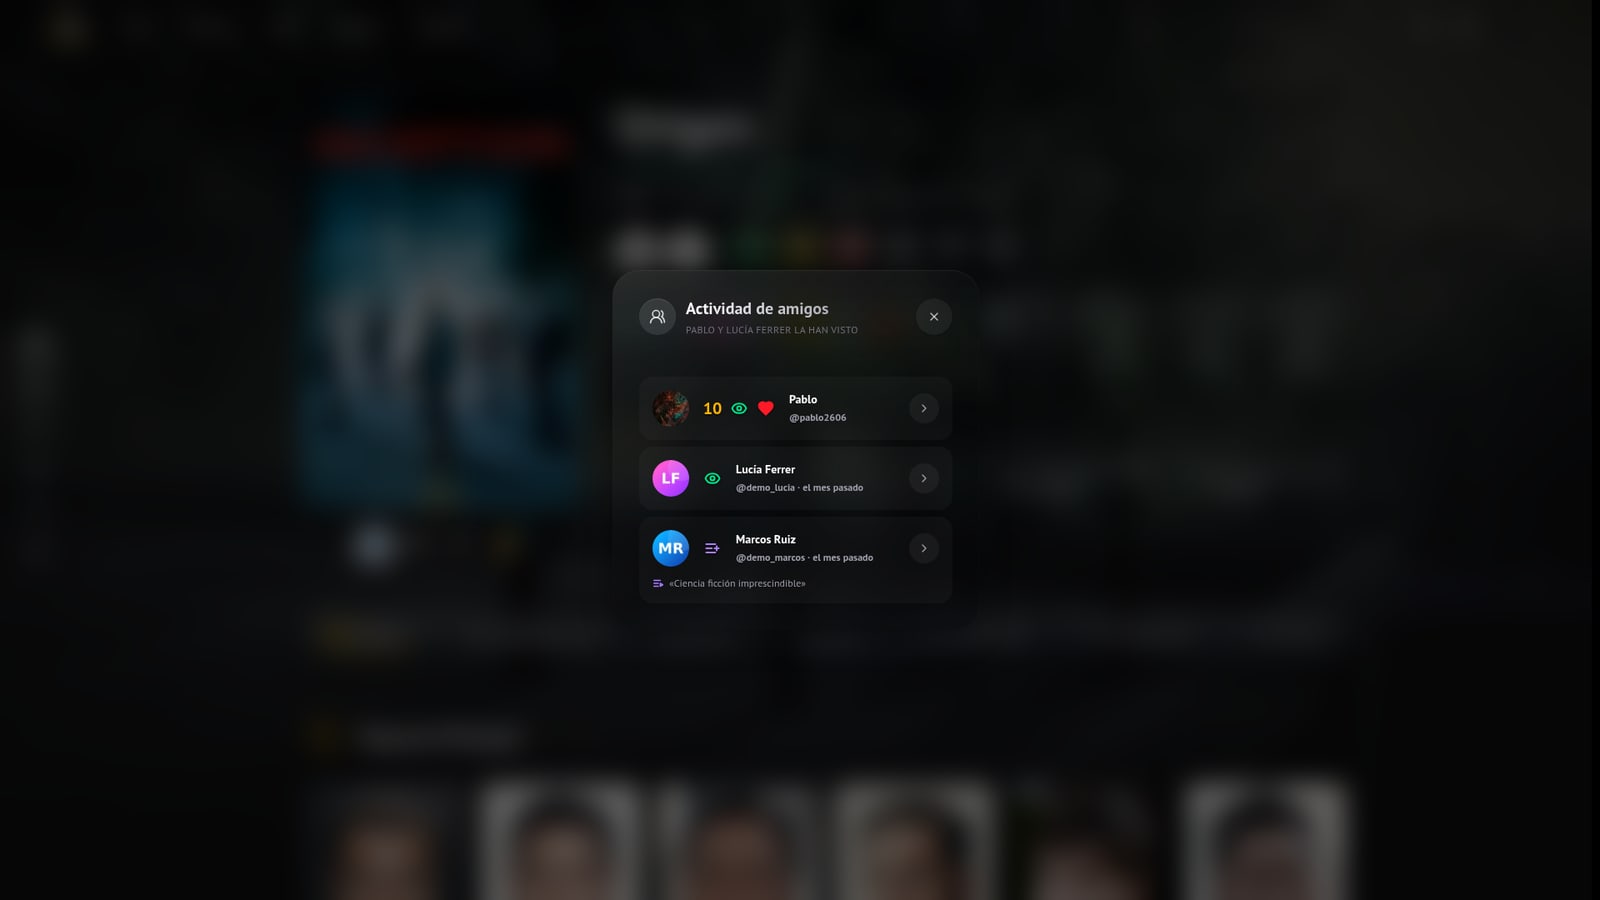 Actividad de amigos
PABLO Y LUCÍA FERRER LA HAN VISTO
10
Pablo
@pablo2606
LF
Lucía Ferrer
@demo_lucia · el mes pasado
MR
Marcos Ruiz
@demo_marcos · el mes pasado
«Ciencia ficción imprescindible»